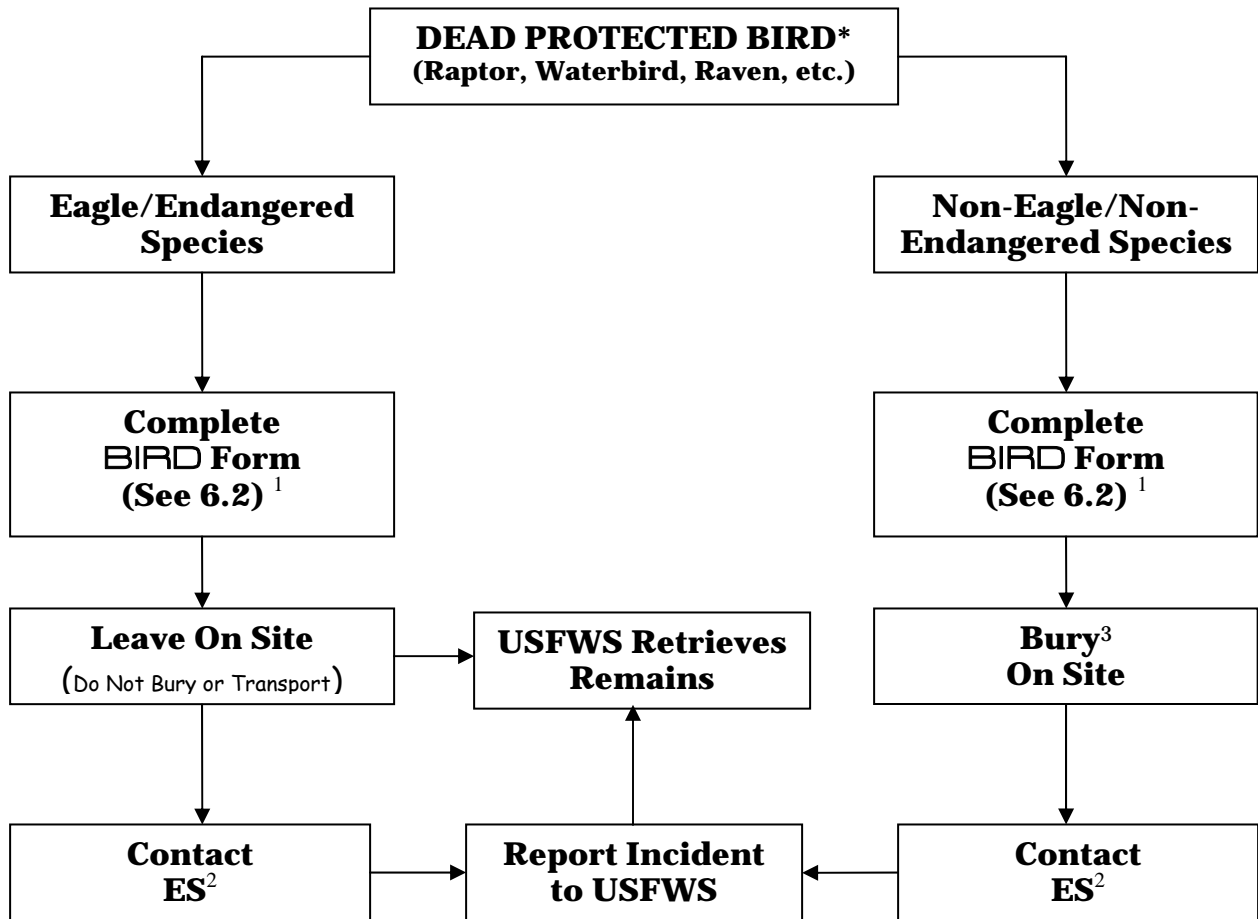 DEAD PROTECTED BIRD*
(Raptor, Waterbird, Raven, etc.)
Eagle/Endangered
Species
Non-Eagle/Non-
Endangered Species
Complete
BIRD Form
(See 6.2) 1
Complete
BIRD Form
(See 6.2) 1
Leave On Site
(Do Not Bury or Transport)
USFWS Retrieves
Remains
Bury3
On Site
Contact
ES2
Report Incident
to USFWS
Contact
ES2